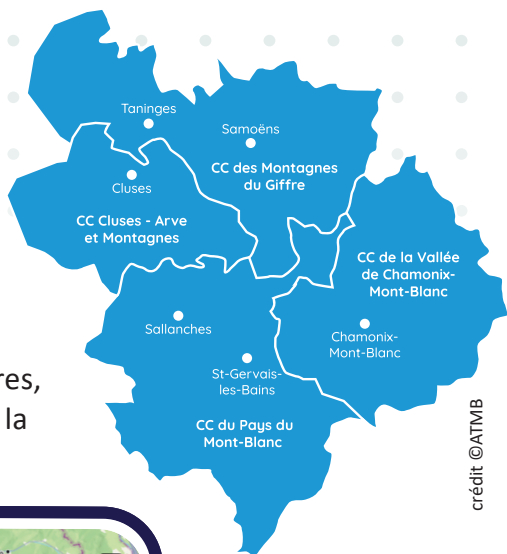 Taninges
Samoëns
CC des Montagnes
du Giffre
Cluses
CC Cluses - Arve
et Montagnes
CC de la Vallée
de Chamonix-
Mont-Blanc
Sallanches
Chamonix-
Mont-Blanc
St-Gervais-
les-Bains
CC du Pays du
Mont-Blanc
la
crédit ©ATMB